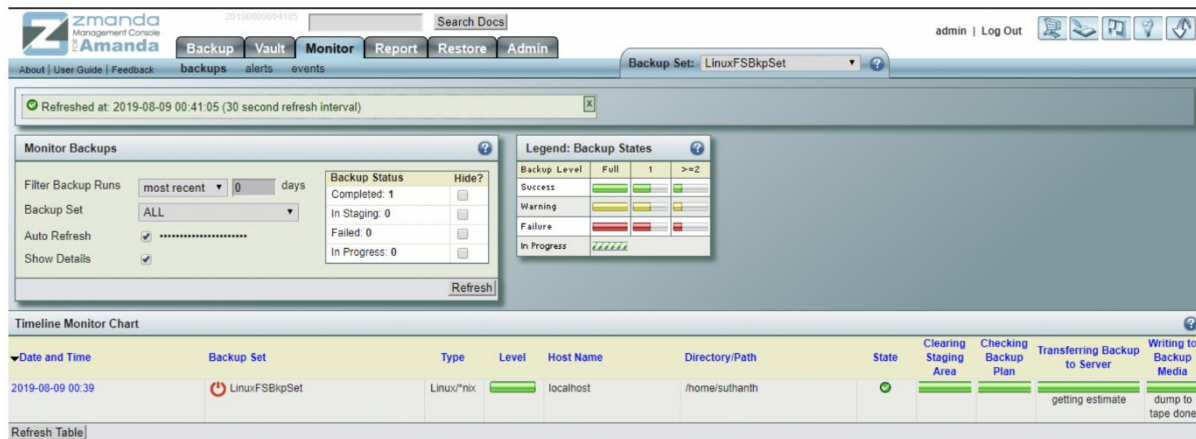 zmanda
Management Console
FOR Amanda
20190809004105
Search Docs
admin | Log Out
Backup Vault Monitor Report Restore Admin
About | User Guide | Feedback
backups alerts events
Backup Set: LinuxFSBkpSet
Refreshed at: 2019-08-09 00:41:05 (30 second refresh interval)
x
Monitor Backups
Filter Backup Runs most recent 0 days
Backup Set ALL
Auto Refresh
Show Details
Backup Status Hide?
Completed: 1
In Staging: 0
Failed: 0
In Progress: 0
Refresh
Legend: Backup States
Backup Level Full 1 >=2
Success
Warning
Failure
In Progress
Timeline Monitor Chart
Date and Time Backup Set Type Level Host Name Directory/Path State Clearing Staging Area Checking Backup Plan Transferring Backup to Server Writing to Backup Media
2019-08-09 00:39 LinuxFSBkpSet Linux/*nix localhost /home/suthanth getting estimate dump to tape done
Refresh Table